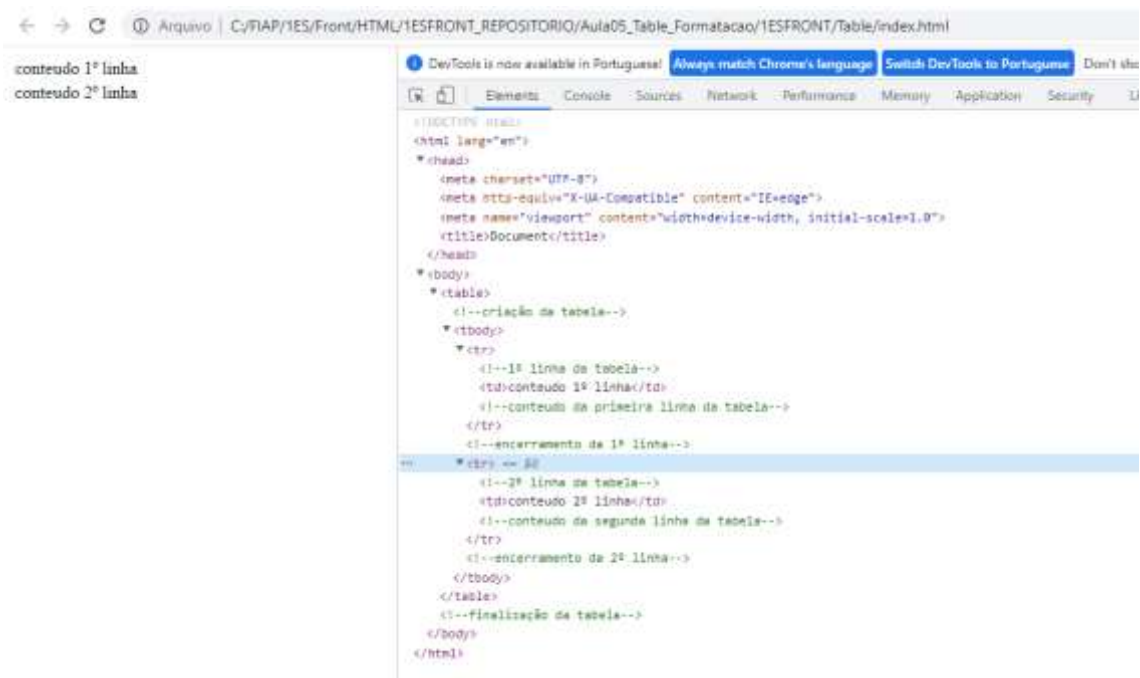 Arquivo | C:/FIAP/1ES/Front/HTML/1ESFRONT_REPOSITORIO/Aula05_Table_Formatacao/1ESFRONT/Table/index.html
conteudo 1º linha
conteudo 2º linha
DevTools is now available in Portuguese! Always match Chrome's language Switch DevTools to Portuguese Don't sho
Elements Console Sources Network Performance Memory Application Security
<!DOCTYPE html>
<html lang="en">
<head>
<meta charset="UTF-8">
<meta http-equiv="X-UA-Compatible" content="IE=edge">
<meta name="viewport" content="width=device-width, initial-scale=1.0">
<title>Document</title>
</head>
<body>
<table>
<!--criação da tabela-->
<tbody>
<tr>
<!--1º linha da tabela-->
<td>conteudo 1º linha</td>
<!--conteudo da primeira linha da tabela-->
</tr>
<!--encerramento da 1º linha-->
<tr> == $0
<!--2º linha da tabela-->
<td>conteudo 2º linha</td>
<!--conteudo da segunda linha da tabela-->
</tr>
<!--encerramento da 2º linha-->
</tbody>
</table>
<!--finalização da tabela-->
</body>
</html>